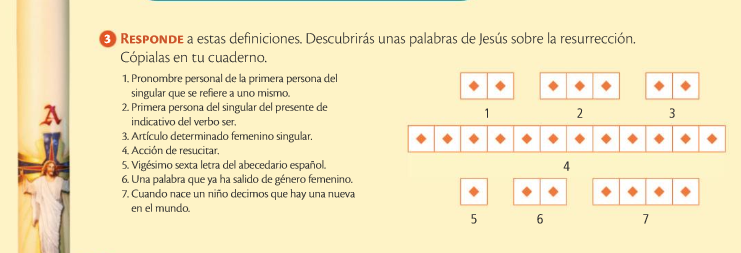 3 RESPONDE a estas definiciones. Descubrirás unas palabras de Jesús sobre la resurrección.
Cópialas en tu cuaderno.
1. Pronombre personal de la primera persona del
singular que se refiere a uno mismo.
2. Primera persona del singular del presente de
indicativo del verbo ser.
3. Artículo determinado femenino singular.
4. Acción de resucitar.
5. Vigésimo sexta letra del abecedario español.
6. Una palabra que ya ha salido de género femenino.
7. Cuando nace un niño decimos que hay una nueva
en el mundo.
1 2 3
4
5 6 7
A